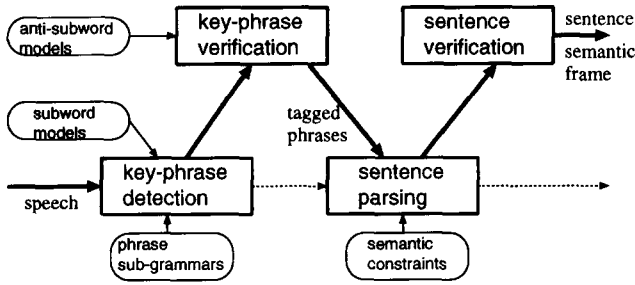 anti-subword
models
key-phrase
verification
sentence
verification
sentence
semantic
frame
subword
models
tagged
phrases
speech
key-phrase
detection
sentence
parsing
phrase
sub-grammars
semantic
constraints